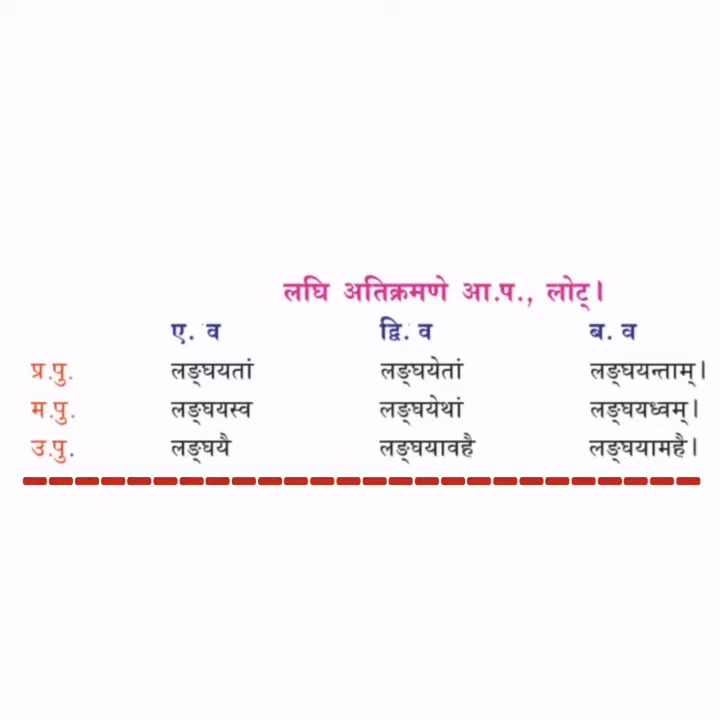 लघि अतिक्रमणे आ.प., लोट्।
ए. व द्वि. व ब. व
प्र.पु. लङ्घयतां लङ्घयेतां लङ्घयन्ताम्।
म.पु. लङ्घयस्व लङ्घयेथां लङ्घयध्वम्।
उ.पु. लङ्घयै लङ्घयावहै लङ्घयामहै।